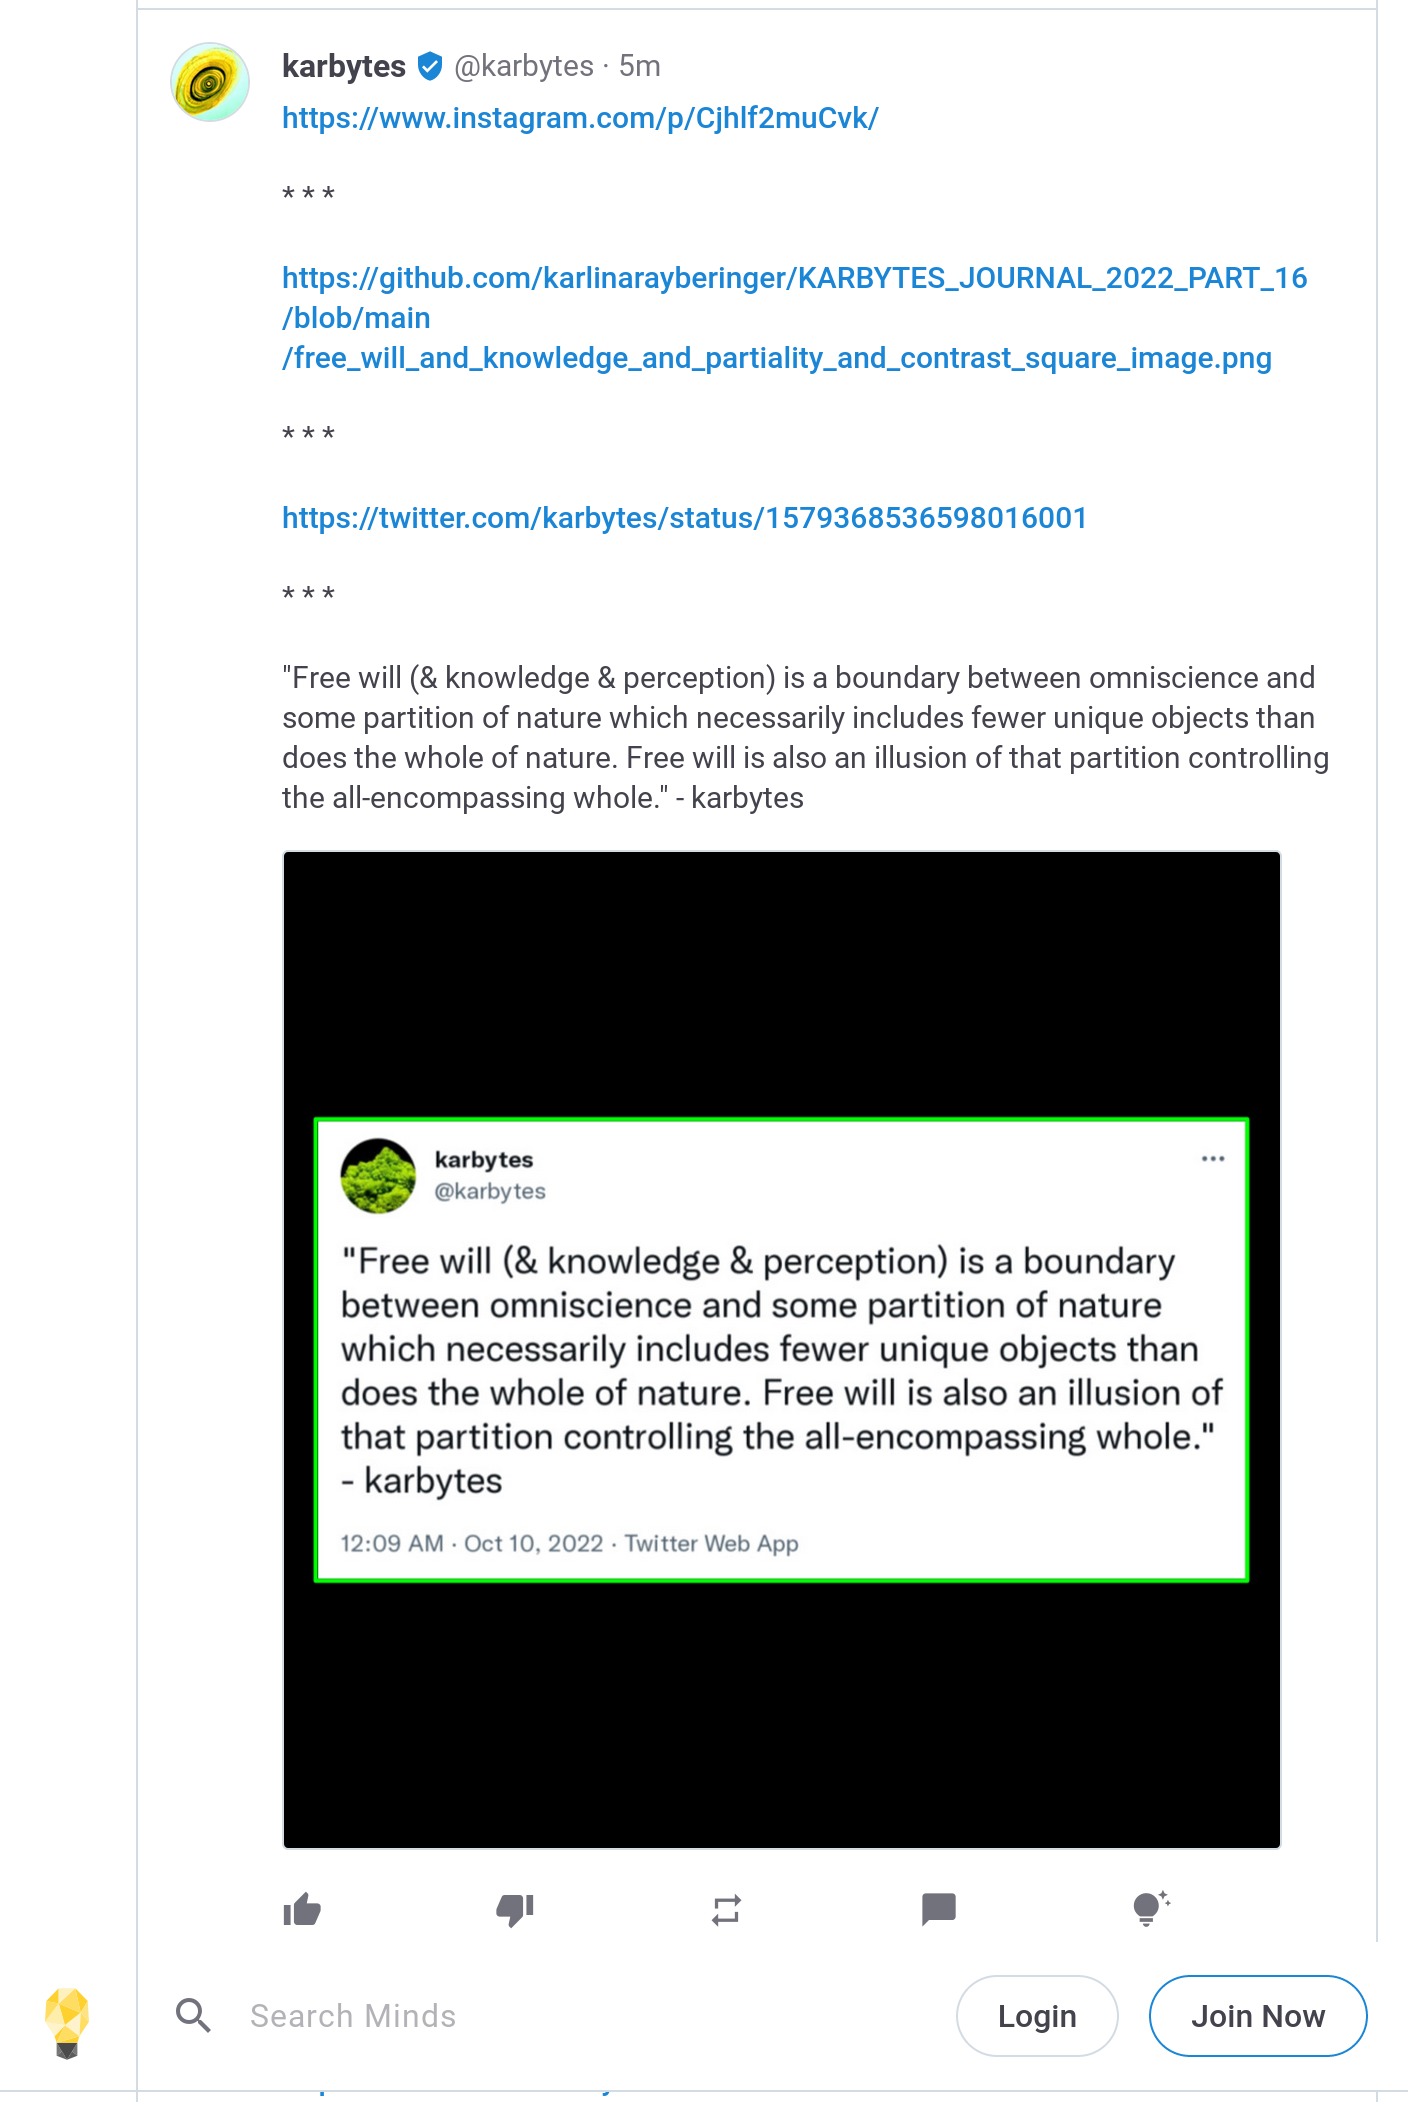 karbytes @karbytes · 5m
https://www.instagram.com/p/Cjhlf2muCvk/
* * *
https://github.com/karlinarayberinger/KARBYTES_JOURNAL_2022_PART_16
/blob/main
/free_will_and_knowledge_and_partiality_and_contrast_square_image.png
* * *
https://twitter.com/karbytes/status/1579368536598016001
* * *
"Free will (& knowledge & perception) is a boundary between omniscience and
some partition of nature which necessarily includes fewer unique objects than
does the whole of nature. Free will is also an illusion of that partition controlling
the all-encompassing whole." - karbytes
karbytes
@karbytes
"Free will (& knowledge & perception) is a boundary
between omniscience and some partition of nature
which necessarily includes fewer unique objects than
does the whole of nature. Free will is also an illusion of
that partition controlling the all-encompassing whole."
- karbytes
12:09 AM · Oct 10, 2022 · Twitter Web App
Search Minds
Login
Join Now